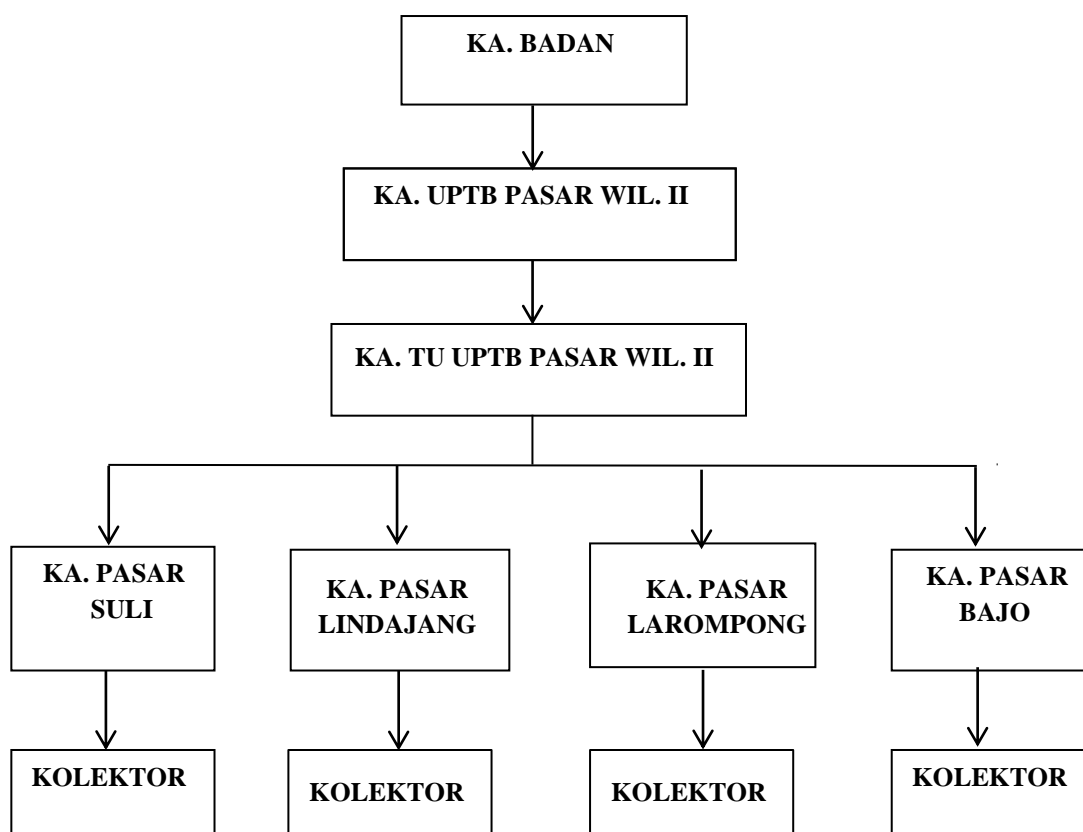 KA. BADAN
KA. UPTB PASAR WIL. II
KA. TU UPTB PASAR WIL. II
KA. PASAR
SULI
KA. PASAR
LINDAJANG
KA. PASAR
LAROMPONG
KA. PASAR
BAJO
KOLEKTOR
KOLEKTOR
KOLEKTOR
KOLEKTOR